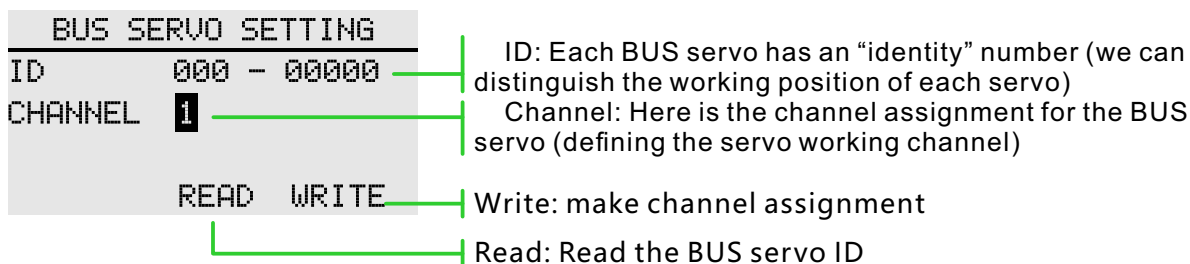 BUS SERVO SETTING
ID 000 - 00000
CHANNEL 1
READ WRITE
ID: Each BUS servo has an “identity” number (we can
distinguish the working position of each servo)
Channel: Here is the channel assignment for the BUS
servo (defining the servo working channel)
Write: make channel assignment
Read: Read the BUS servo ID